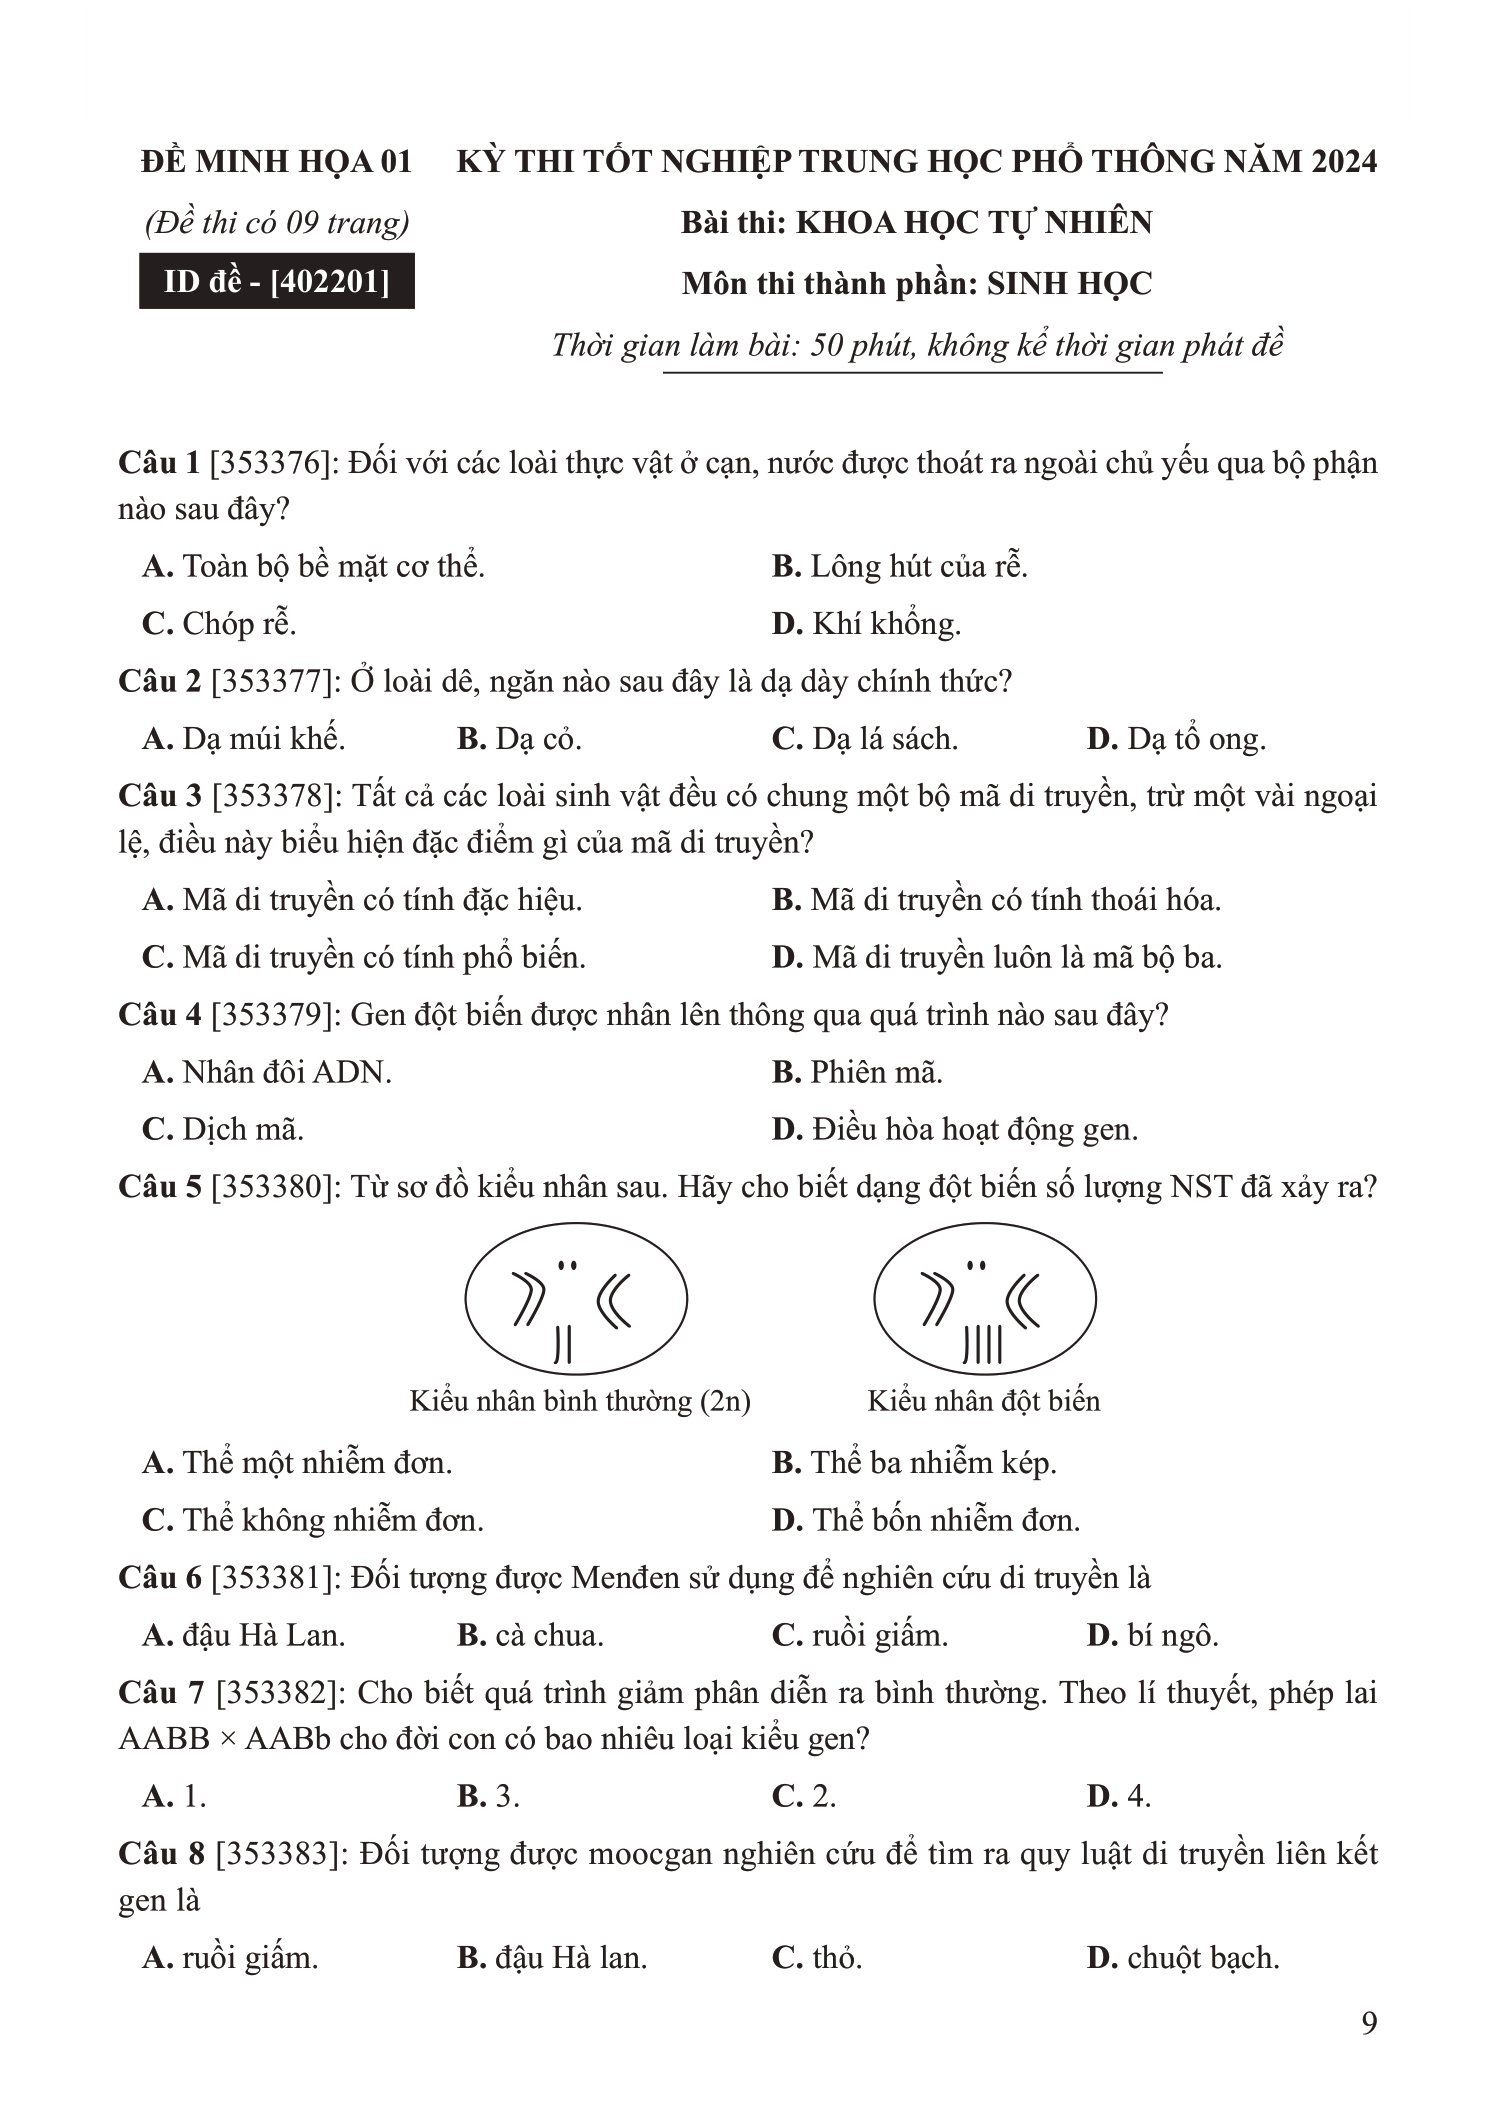 ĐỀ MINH HỌA 01 KỲ THI TỐT NGHIỆP TRUNG HỌC PHỔ THÔNG NĂM 2024
(Đề thi có 09 trang) Bài thi: KHOA HỌC TỰ NHIÊN
ID đề - [402201] Môn thi thành phần: SINH HỌC
Thời gian làm bài: 50 phút, không kể thời gian phát đề
Câu 1 [353376]: Đối với các loài thực vật ở cạn, nước được thoát ra ngoài chủ yếu qua bộ phận
nào sau đây?
A. Toàn bộ bề mặt cơ thể. B. Lông hút của rễ.
C. Chóp rễ. D. Khí khổng.
Câu 2 [353377]: Ở loài dê, ngăn nào sau đây là dạ dày chính thức?
A. Dạ múi khế. B. Dạ cỏ. C. Dạ lá sách. D. Dạ tổ ong.
Câu 3 [353378]: Tất cả các loài sinh vật đều có chung một bộ mã di truyền, trừ một vài ngoại
lệ, điều này biểu hiện đặc điểm gì của mã di truyền?
A. Mã di truyền có tính đặc hiệu. B. Mã di truyền có tính thoái hóa.
C. Mã di truyền có tính phổ biến. D. Mã di truyền luôn là mã bộ ba.
Câu 4 [353379]: Gen đột biến được nhân lên thông qua quá trình nào sau đây?
A. Nhân đôi ADN. B. Phiên mã.
C. Dịch mã. D. Điều hòa hoạt động gen.
Câu 5 [353380]: Từ sơ đồ kiểu nhân sau. Hãy cho biết dạng đột biến số lượng NST đã xảy ra?
Kiểu nhân bình thường (2n) Kiểu nhân đột biến
A. Thể một nhiễm đơn. B. Thể ba nhiễm kép.
C. Thể không nhiễm đơn. D. Thể bốn nhiễm đơn.
Câu 6 [353381]: Đối tượng được Menđen sử dụng để nghiên cứu di truyền là
A. đậu Hà Lan. B. cà chua. C. ruồi giấm. D. bí ngô.
Câu 7 [353382]: Cho biết quá trình giảm phân diễn ra bình thường. Theo lí thuyết, phép lai
AABB × AABb cho đời con có bao nhiêu loại kiểu gen?
A. 1. B. 3. C. 2. D. 4.
Câu 8 [353383]: Đối tượng được moocgan nghiên cứu để tìm ra quy luật di truyền liên kết
gen là
A. ruồi giấm. B. đậu Hà lan. C. thỏ. D. chuột bạch.
9